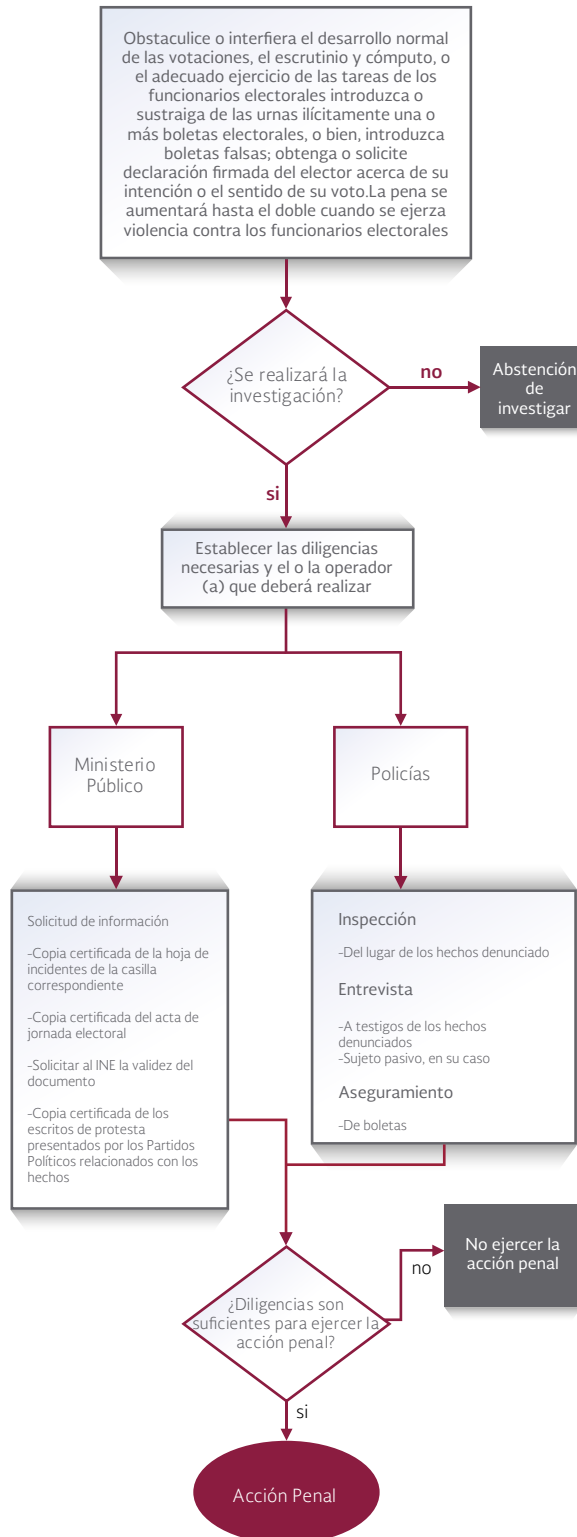 Obstaculice o interfiera el desarrollo normal
de las votaciones, el escrutinio y cómputo, o
el adecuado ejercicio de las tareas de los
funcionarios electorales introduzca o
sustraiga de las urnas ilícitamente una o
más boletas electorales, o bien, introduzca
boletas falsas; obtenga o solicite
declaración firmada del elector acerca de su
intención o el sentido de su voto.La pena se
aumentará hasta el doble cuando se ejerza
violencia contra los funcionarios electorales
¿Se realizará la
investigación?
no
Abstención
de
investigar
si
Establecer las diligencias
necesarias y el o la operador
(a) que deberá realizar
Ministerio
Público
Policías
Solicitud de información
-Copia certificada de la hoja de
incidentes de la casilla
correspondiente
-Copia certificada del acta de
jornada electoral
-Solicitar al INE la validez del
documento
-Copia certificada de los
escritos de protesta
presentados por los Partidos
Políticos relacionados con los
hechos
Inspección
-Del lugar de los hechos denunciado
Entrevista
-A testigos de los hechos
denunciados
-Sujeto pasivo, en su caso
Aseguramiento
-De boletas
¿Diligencias son
suficientes para ejercer la
acción penal?
no
No ejercer la
acción penal
si
Acción Penal